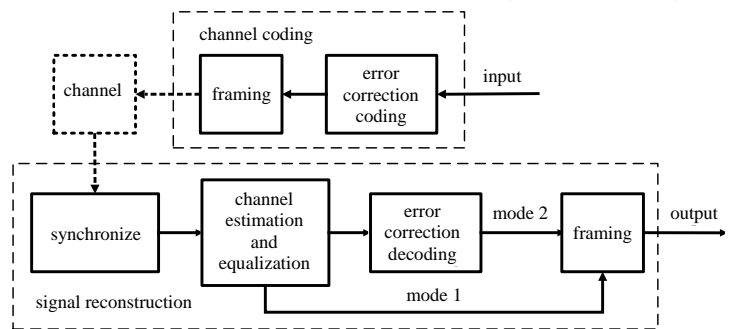 channel coding
channel
framing
error
correction
coding
input
synchronize
channel
estimation
and
equalization
error
correction
decoding
mode 2
framing
output
mode 1
signal reconstruction